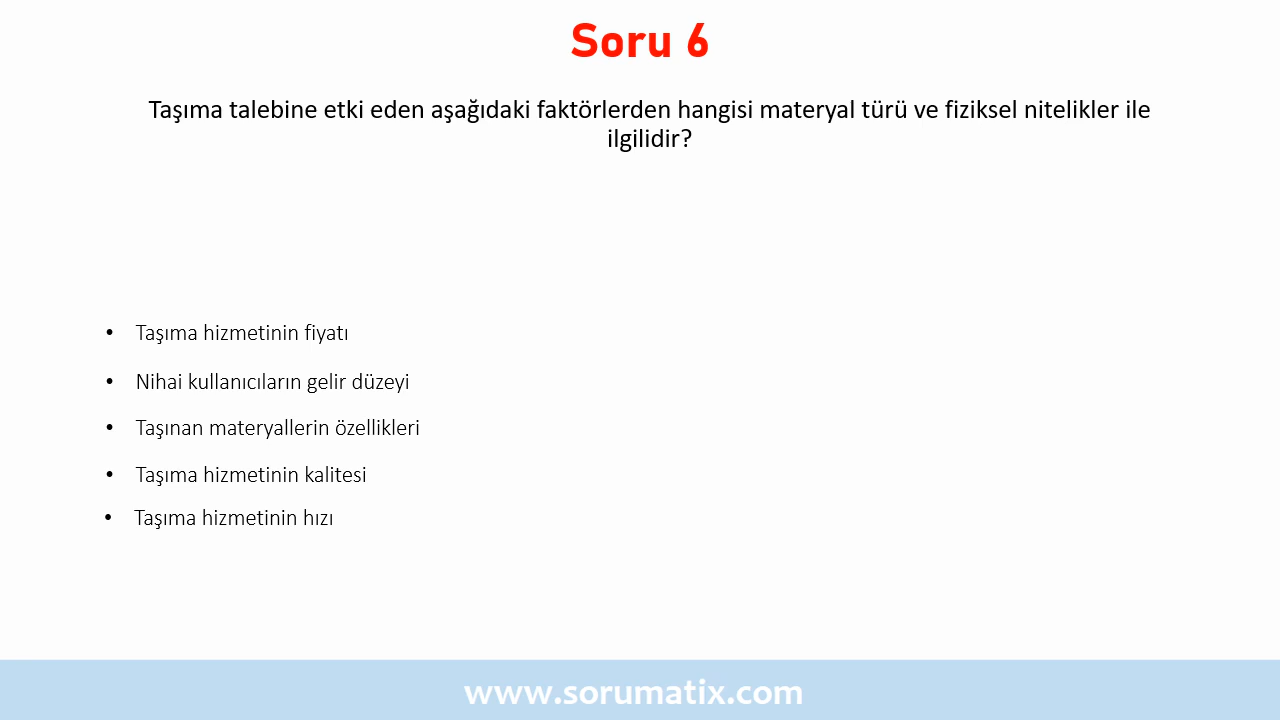 Soru 6
Taşıma talebine etki eden aşağıdaki faktörlerden hangisi materyal türü ve fiziksel nitelikler ile
ilgilidir?
• Taşıma hizmetinin fiyatı
• Nihai kullanıcıların gelir düzeyi
• Taşınan materyallerin özellikleri
• Taşıma hizmetinin kalitesi
• Taşıma hizmetinin hızı
www.sorumatix.com